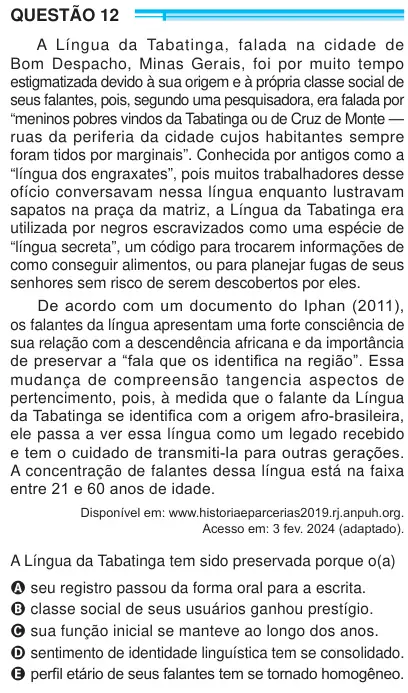 QUESTÃO 12
A Língua da Tabatinga, falada na cidade de
Bom Despacho, Minas Gerais, foi por muito tempo
estigmatizada devido à sua origem e à própria classe social de
seus falantes, pois, segundo uma pesquisadora, era falada por
“meninos pobres vindos da Tabatinga ou de Cruz de Monte —
ruas da periferia da cidade cujos habitantes sempre
foram tidos por marginais”. Conhecida por antigos como a
“língua dos engraxates”, pois muitos trabalhadores desse
ofício conversavam nessa língua enquanto lustravam
sapatos na praça da matriz, a Língua da Tabatinga era
utilizada por negros escravizados como uma espécie de
“língua secreta”, um código para trocarem informações de
como conseguir alimentos, ou para planejar fugas de seus
senhores sem risco de serem descobertos por eles.
De acordo com um documento do Iphan (2011),
os falantes da língua apresentam uma forte consciência de
sua relação com a descendência africana e da importância
de preservar a “fala que os identifica na região”. Essa
mudança de compreensão tangencia aspectos de
pertencimento, pois, à medida que o falante da Língua
da Tabatinga se identifica com a origem afro-brasileira,
ele passa a ver essa língua como um legado recebido
e tem o cuidado de transmiti-la para outras gerações.
A concentração de falantes dessa língua está na faixa
entre 21 e 60 anos de idade.
Disponível em: www.historiaeparcerias2019.rj.anpuh.org.
Acesso em: 3 fev. 2024 (adaptado).
A Língua da Tabatinga tem sido preservada porque o(a)
A seu registro passou da forma oral para a escrita.
B classe social de seus usuários ganhou prestígio.
C sua função inicial se manteve ao longo dos anos.
D sentimento de identidade linguística tem se consolidado.
E perfil etário de seus falantes tem se tornado homogêneo.